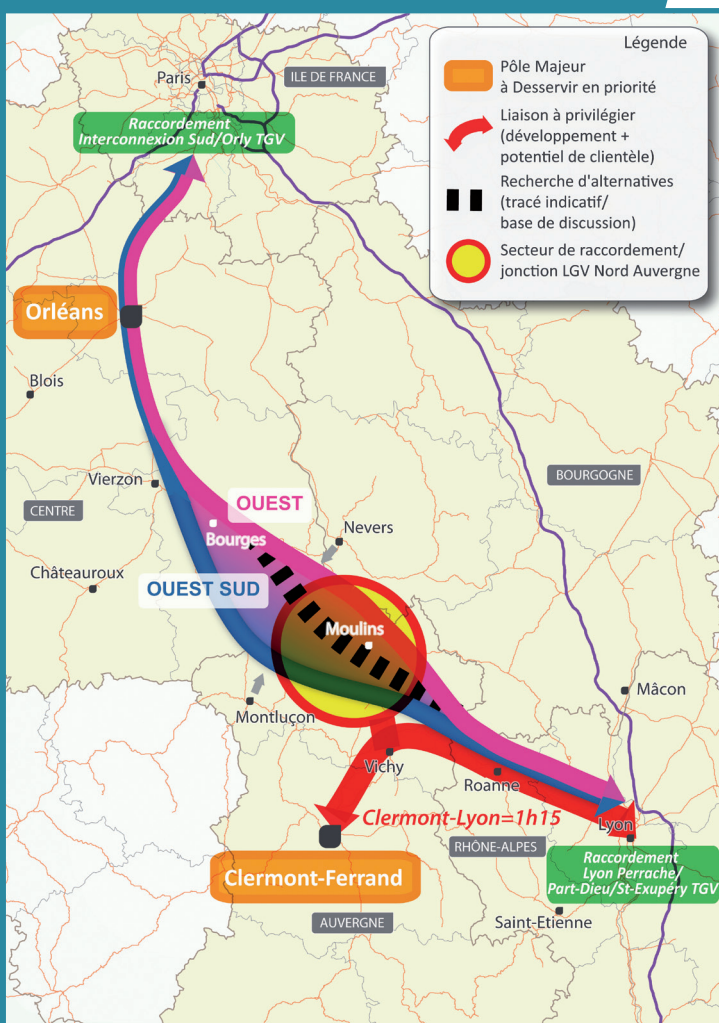 Légende
Pôle Majeur
à Desservir en priorité
Liaison à privilégier
(développement +
potentiel de clientèle)
Recherche d'alternatives
(tracé indicatif/
base de discussion)
Secteur de raccordement/
jonction LGV Nord Auvergne
Paris
ILE DE FRANCE
Raccordement
Interconnexion Sud/Orly TGV
Orléans
Blois
Vierzon
BOURGOGNE
CENTRE
OUEST
Bourges
Nevers
Châteauroux
OUEST SUD
Moulins
Mâcon
Montluçon
Vichy
Roanne
Clermont-Lyon=1h15
Lyon
RHÔNE-ALPES
Clermont-Ferrand
Raccordement
Lyon Perrache/
Part-Dieu/St-Exupéry TGV
AUVERGNE
Saint-Etienne